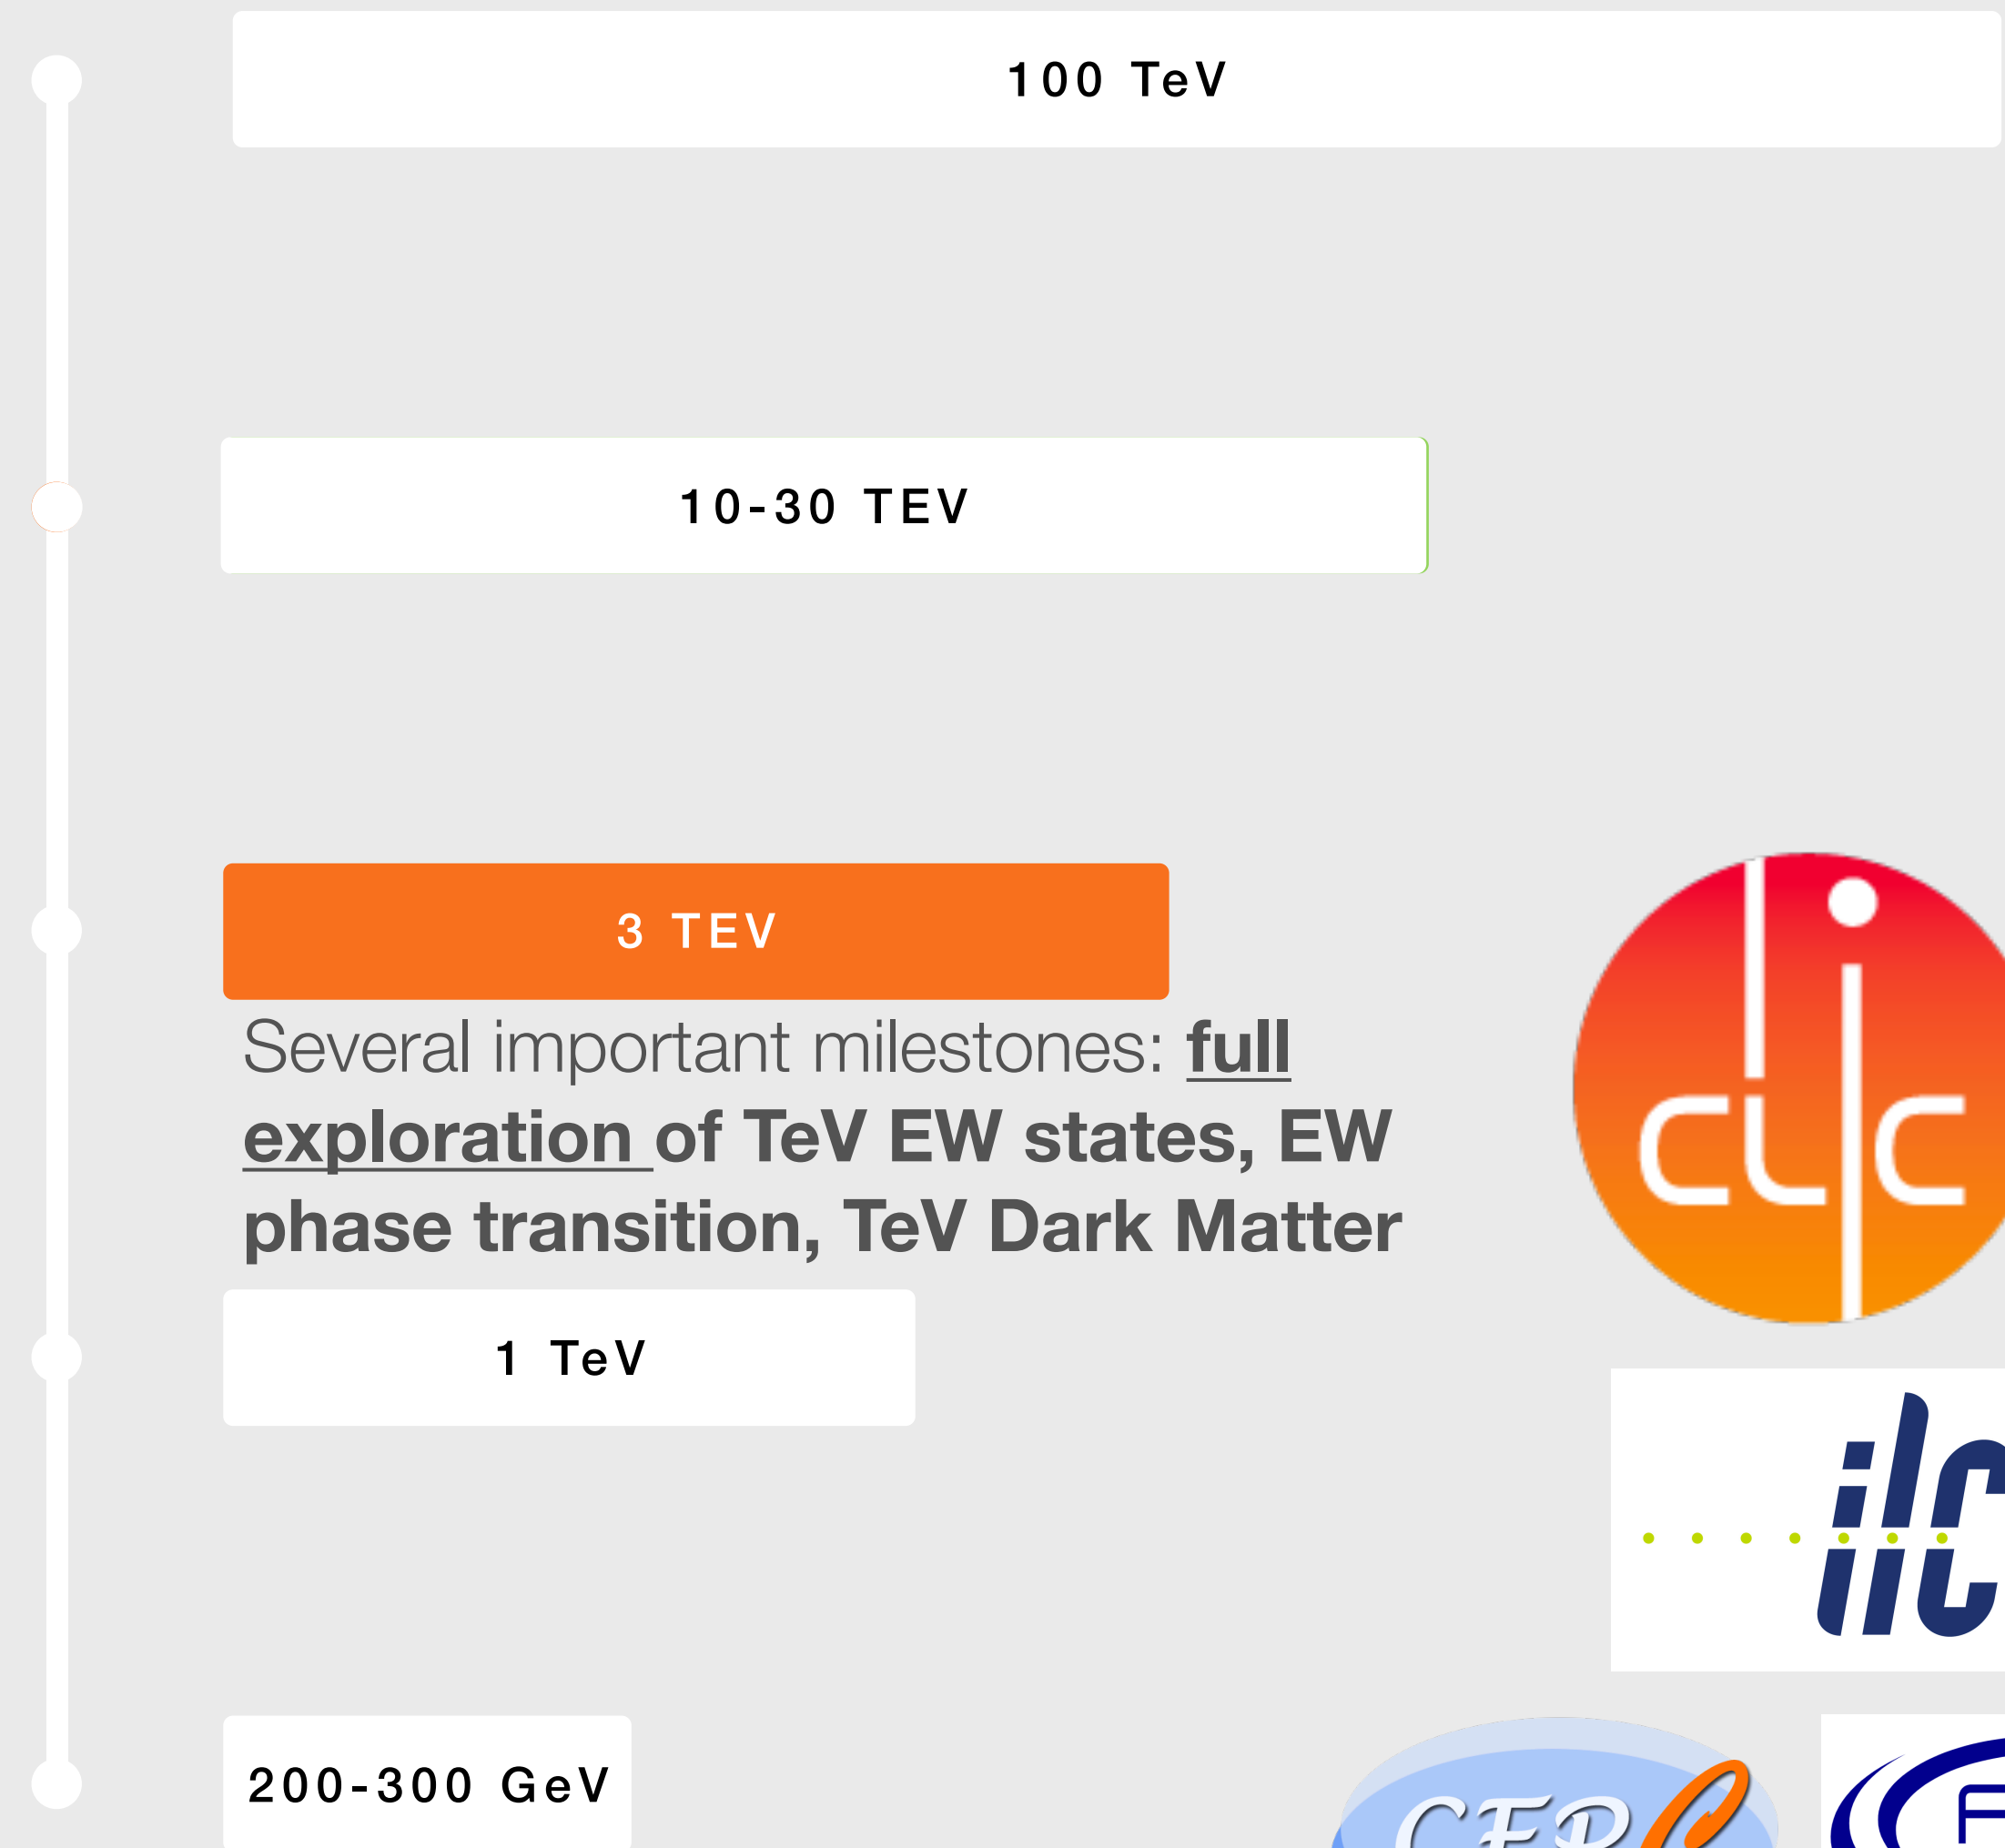 100 TeV
10-30 TEV
3 TEV
Several important milestones: full
exploration of TeV EW states, EW
phase transition, TeV Dark Matter
clic
1 TeV
ilc
200-300 GeV
CEPC